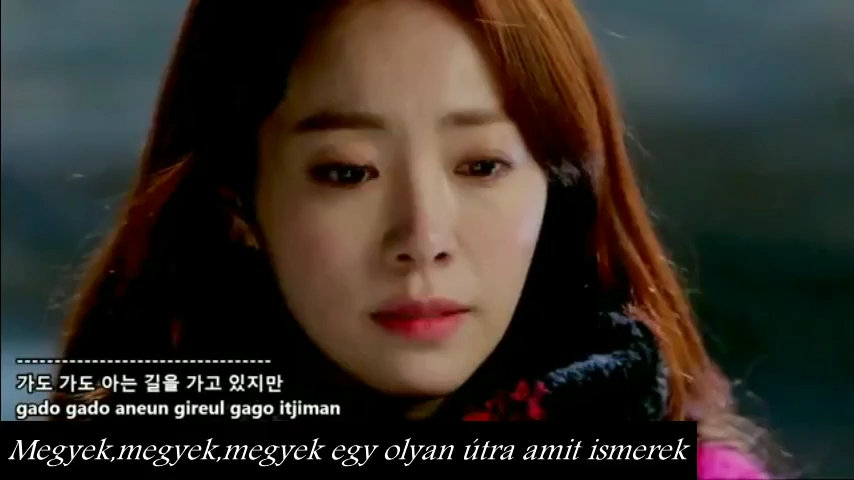 -----------------------------------
가도 가도 아는 길을 가고 있지만
gado gado aneun gireul gago itjiman
Megyek,megyek,megyek egy olyan útra amit ismerek